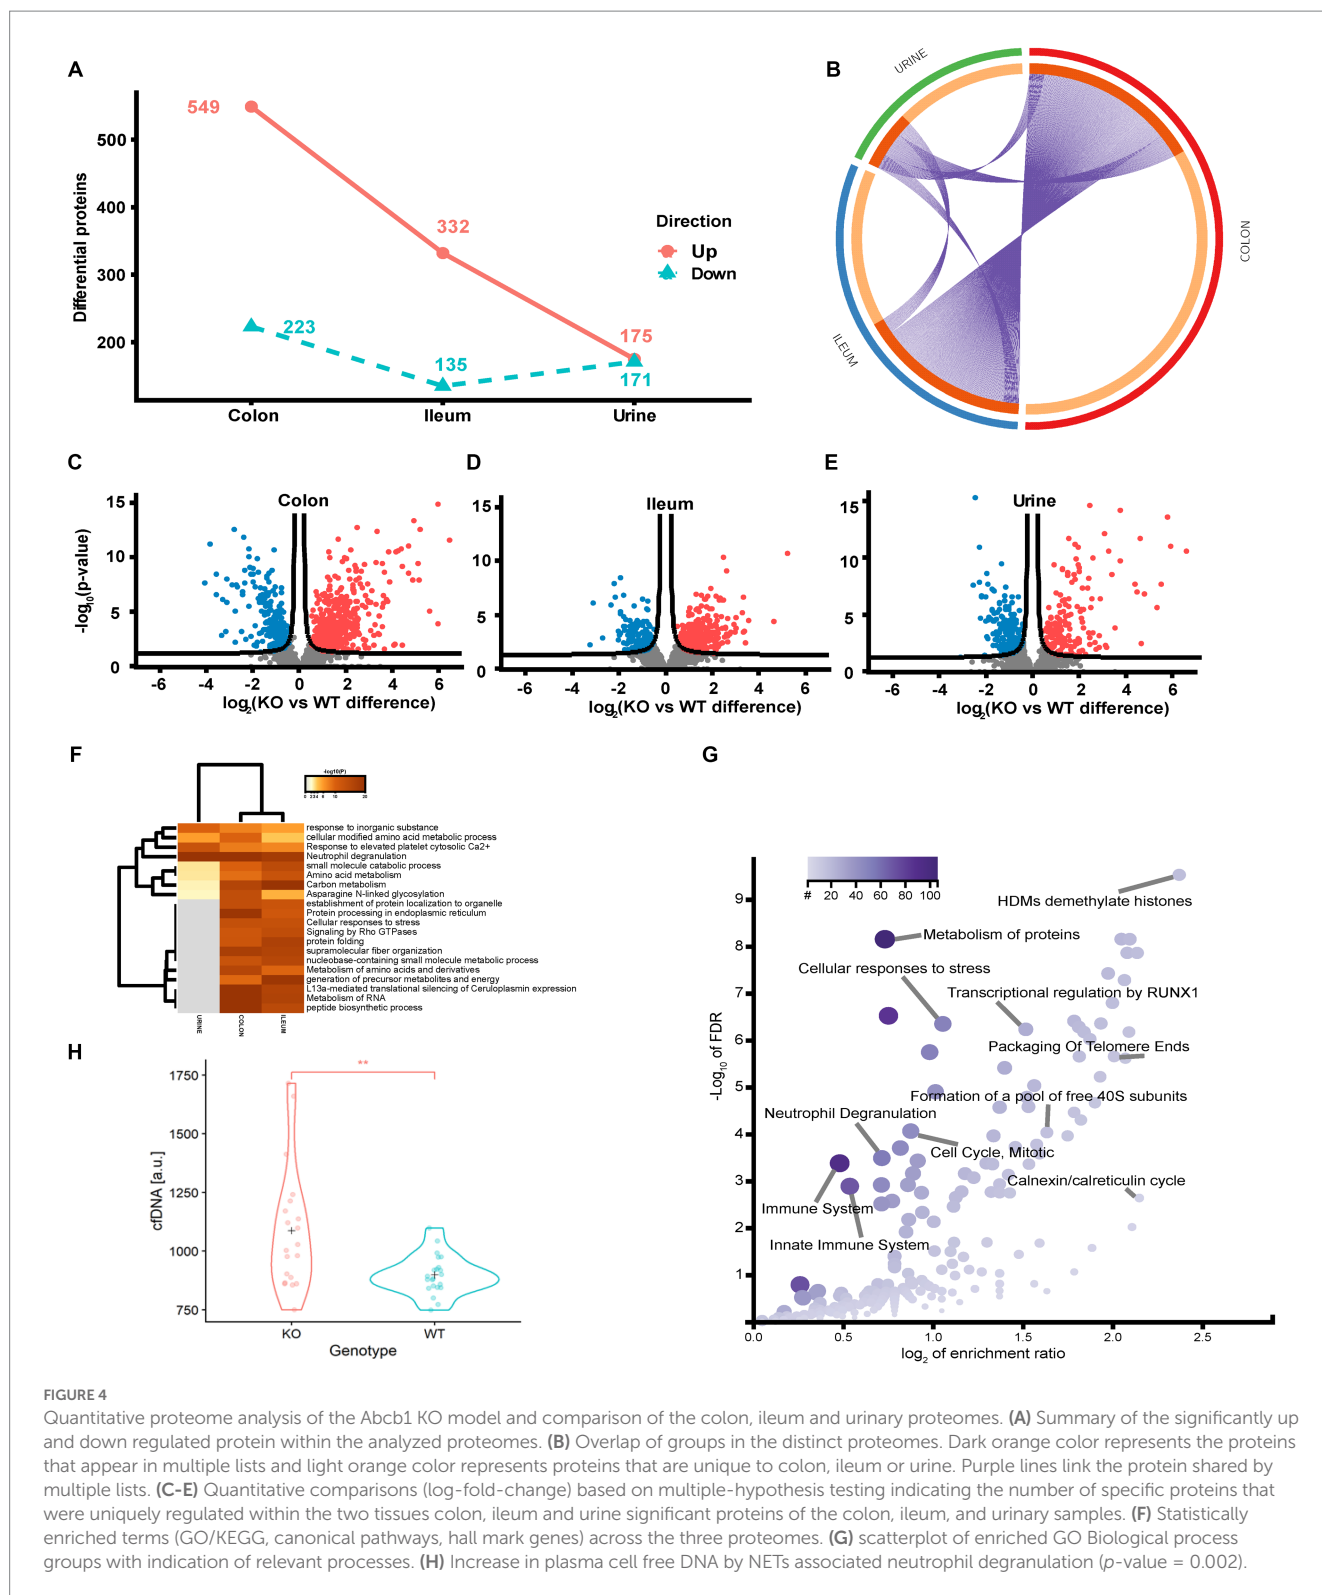 A
Differential proteins
500
400
300
200
549
332
175
223
135
171
Colon
Ileum
Urine
Direction
Up
Down
B
URINE
COLON
ILEUM
C
Colon
-log10(p-value)
15
10
5
0
-6 -4 -2 0 2 4 6
log2(KO vs WT difference)
D
Ileum
15
10
5
0
-6 -4 -2 0 2 4 6
log2(KO vs WT difference)
E
Urine
15
10
5
0
-6 -4 -2 0 2 4 6
log2(KO vs WT difference)
F
-log10(P)
0 2 3 4 6 10 20
response to inorganic substance
cellular modified amino acid metabolic process
Response to elevated platelet cytosolic Ca2+
Neutrophil degranulation
small molecule catabolic process
Amino acid metabolism
Carbon metabolism
Asparagine N-linked glycosylation
establishment of protein localization to organelle
Protein processing in endoplasmic reticulum
Cellular responses to stress
Signaling by Rho GTPases
protein folding
supramolecular fiber organization
nucleobase-containing small molecule metabolic process
Metabolism of amino acids and derivatives
generation of precursor metabolites and energy
L13a-mediated translational silencing of Ceruloplasmin expression
Metabolism of RNA
peptide biosynthetic process
URINE
COLON
ILEUM
G
# 20 40 60 80 100
-Log10 of FDR
9
8
7
6
5
4
3
2
1
HDMs demethylate histones
Metabolism of proteins
Cellular responses to stress
Transcriptional regulation by RUNX1
Packaging Of Telomere Ends
Formation of a pool of free 40S subunits
Neutrophil Degranulation
Cell Cycle, Mitotic
Calnexin/calreticulin cycle
Immune System
Innate Immune System
0.0 0.5 1.0 1.5 2.0 2.5
log2 of enrichment ratio
H
cfDNA [a.u.]
1750
1500
1250
1000
750
**
KO
WT
Genotype
FIGURE 4
Quantitative proteome analysis of the Abcb1 KO model and comparison of the colon, ileum and urinary proteomes. (A) Summary of the significantly up
and down regulated protein within the analyzed proteomes. (B) Overlap of groups in the distinct proteomes. Dark orange color represents the proteins
that appear in multiple lists and light orange color represents proteins that are unique to colon, ileum or urine. Purple lines link the protein shared by
multiple lists. (C-E) Quantitative comparisons (log-fold-change) based on multiple-hypothesis testing indicating the number of specific proteins that
were uniquely regulated within the two tissues colon, ileum and urine significant proteins of the colon, ileum, and urinary samples. (F) Statistically
enriched terms (GO/KEGG, canonical pathways, hall mark genes) across the three proteomes. (G) scatterplot of enriched GO Biological process
groups with indication of relevant processes. (H) Increase in plasma cell free DNA by NETs associated neutrophil degranulation (p-value = 0.002).